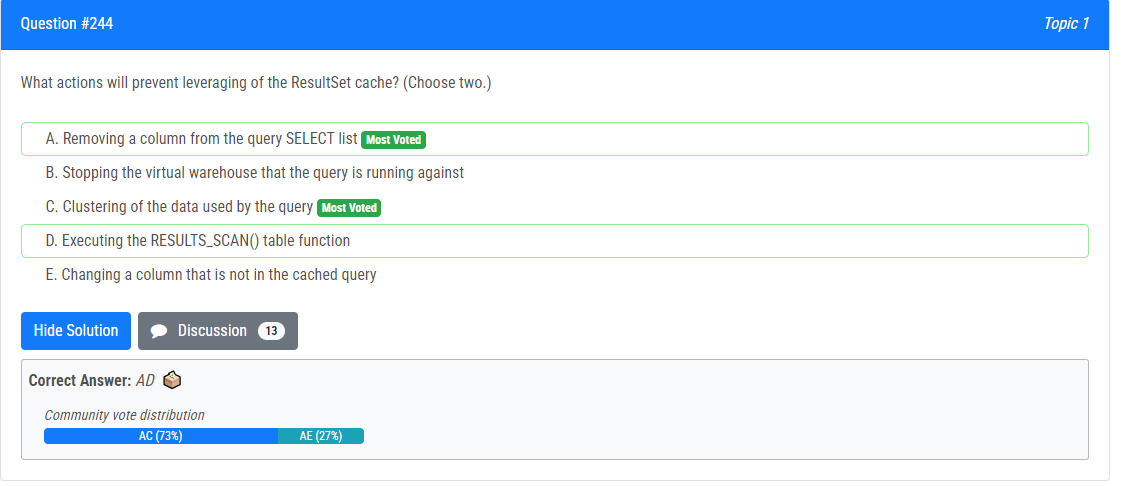 Question #244
Topic 1
What actions will prevent leveraging of the ResultSet cache? (Choose two.)
A. Removing a column from the query SELECT list Most Voted
B. Stopping the virtual warehouse that the query is running against
C. Clustering of the data used by the query Most Voted
D. Executing the RESULTS_SCAN() table function
E. Changing a column that is not in the cached query
Hide Solution
Discussion 13
Correct Answer: AD
Community vote distribution
AC (73%)
AE (27%)